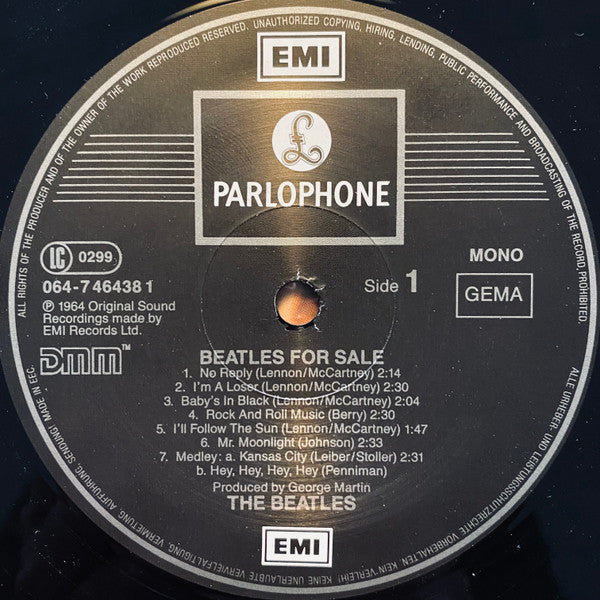 ALL RIGHTS OF THE PRODUCER AND OF THE OWNER OF THE WORK REPRODUCED RESERVED. UNAUTHORIZED COPYING, HIRING, LENDING, PUBLIC PERFORMANCE AND BROADCASTING OF THIS RECORD PROHIBITED.
EMI
£
PARLOPHONE
LC 0299
064-7 46438 1
℗ 1964 Original Sound
Recordings made by
EMI Records Ltd.
DMM™
Side 1
MONO
GEMA
BEATLES FOR SALE
1. No Reply (Lennon/McCartney) 2:14
2. I'm A Loser (Lennon/McCartney) 2:30
3. Baby's In Black (Lennon/McCartney) 2:04
4. Rock And Roll Music (Berry) 2:30
5. I'll Follow The Sun (Lennon/McCartney) 1:47
6. Mr. Moonlight (Johnson) 2:33
7. Medley: a. Kansas City (Leiber/Stoller) 2:31
b. Hey, Hey, Hey, Hey (Penniman)
Produced by George Martin
THE BEATLES
EMI
ALLE URHEBER- UND LEISTUNGSSCHUTZRECHTE VORBEHALTEN. KEIN VERLEIH! KEINE UNERLAUBTE VERVIELFÄLTIGUNG, VERMIETUNG, AUFFÜHRUNG, SENDUNG! MADE IN EEC.